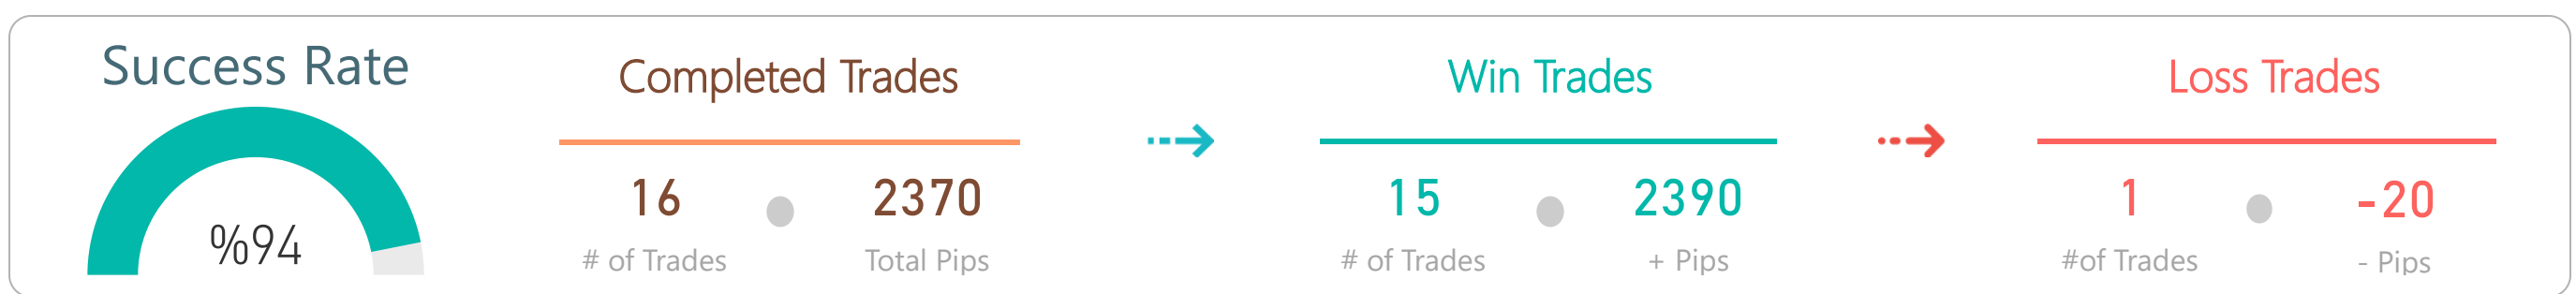 Success Rate
%94
Completed Trades
16 2370
# of Trades Total Pips
Win Trades
15 2390
# of Trades + Pips
Loss Trades
1 -20
#of Trades - Pips